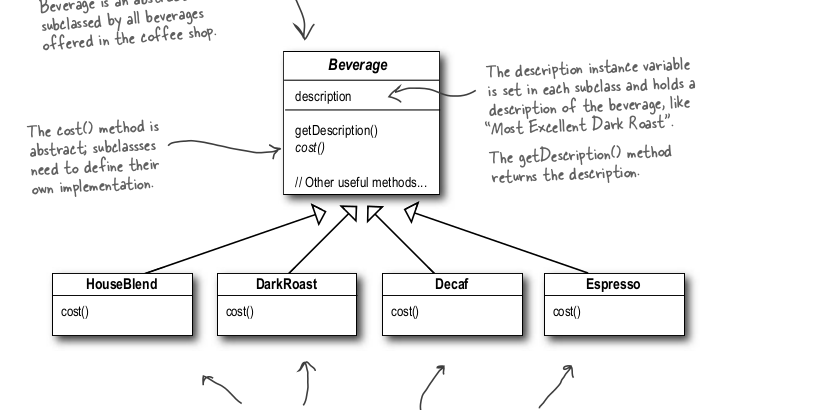 Beverage is an abstract
subclassed by all beverages
offered in the coffee shop.
Beverage
description
getDescription()
cost()
// Other useful methods...
The description instance variable
is set in each subclass and holds a
description of the beverage, like
“Most Excellent Dark Roast”.
The getDescription() method
returns the description.
The cost() method is
abstract; subclassses
need to define their
own implementation.
HouseBlend
cost()
DarkRoast
cost()
Decaf
cost()
Espresso
cost()